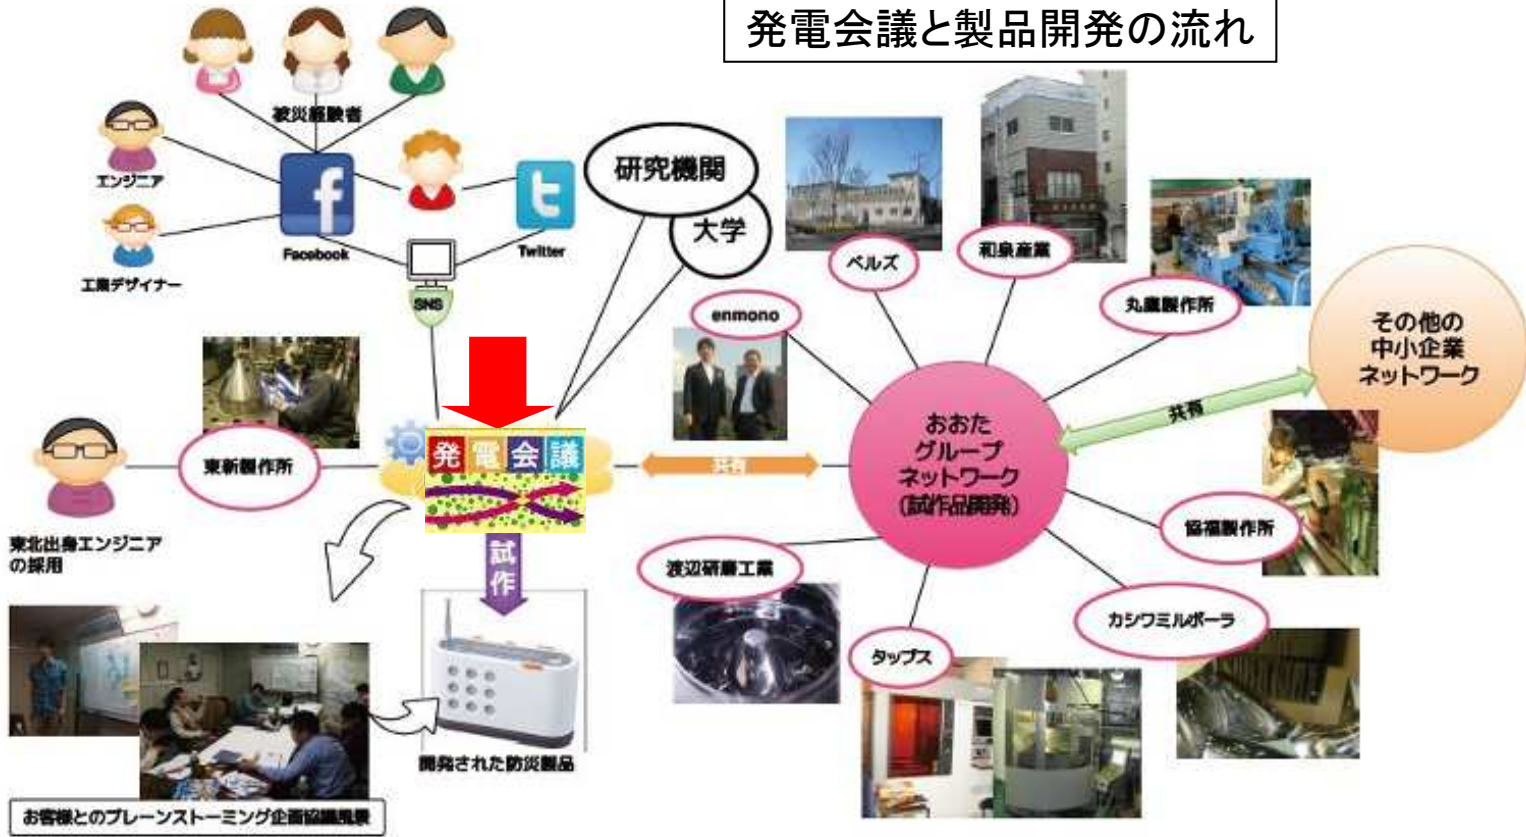 発電会議と製品開発の流れ
被災経験者
エンジニア
工業デザイナー
Facebook
Twitter
SNS
研究機関
大学
ベルズ
和泉産業
丸鷹製作所
enmono
その他の
中小企業
ネットワーク
共有
おおた
グループ
ネットワーク
(試作品開発)
東新製作所
発電会議
共有
東北出身エンジニア
の採用
試作
協福製作所
渡辺研磨工業
カシワミルボーラ
タップス
開発された防災製品
お客様とのブレーンストーミング企画協議風景